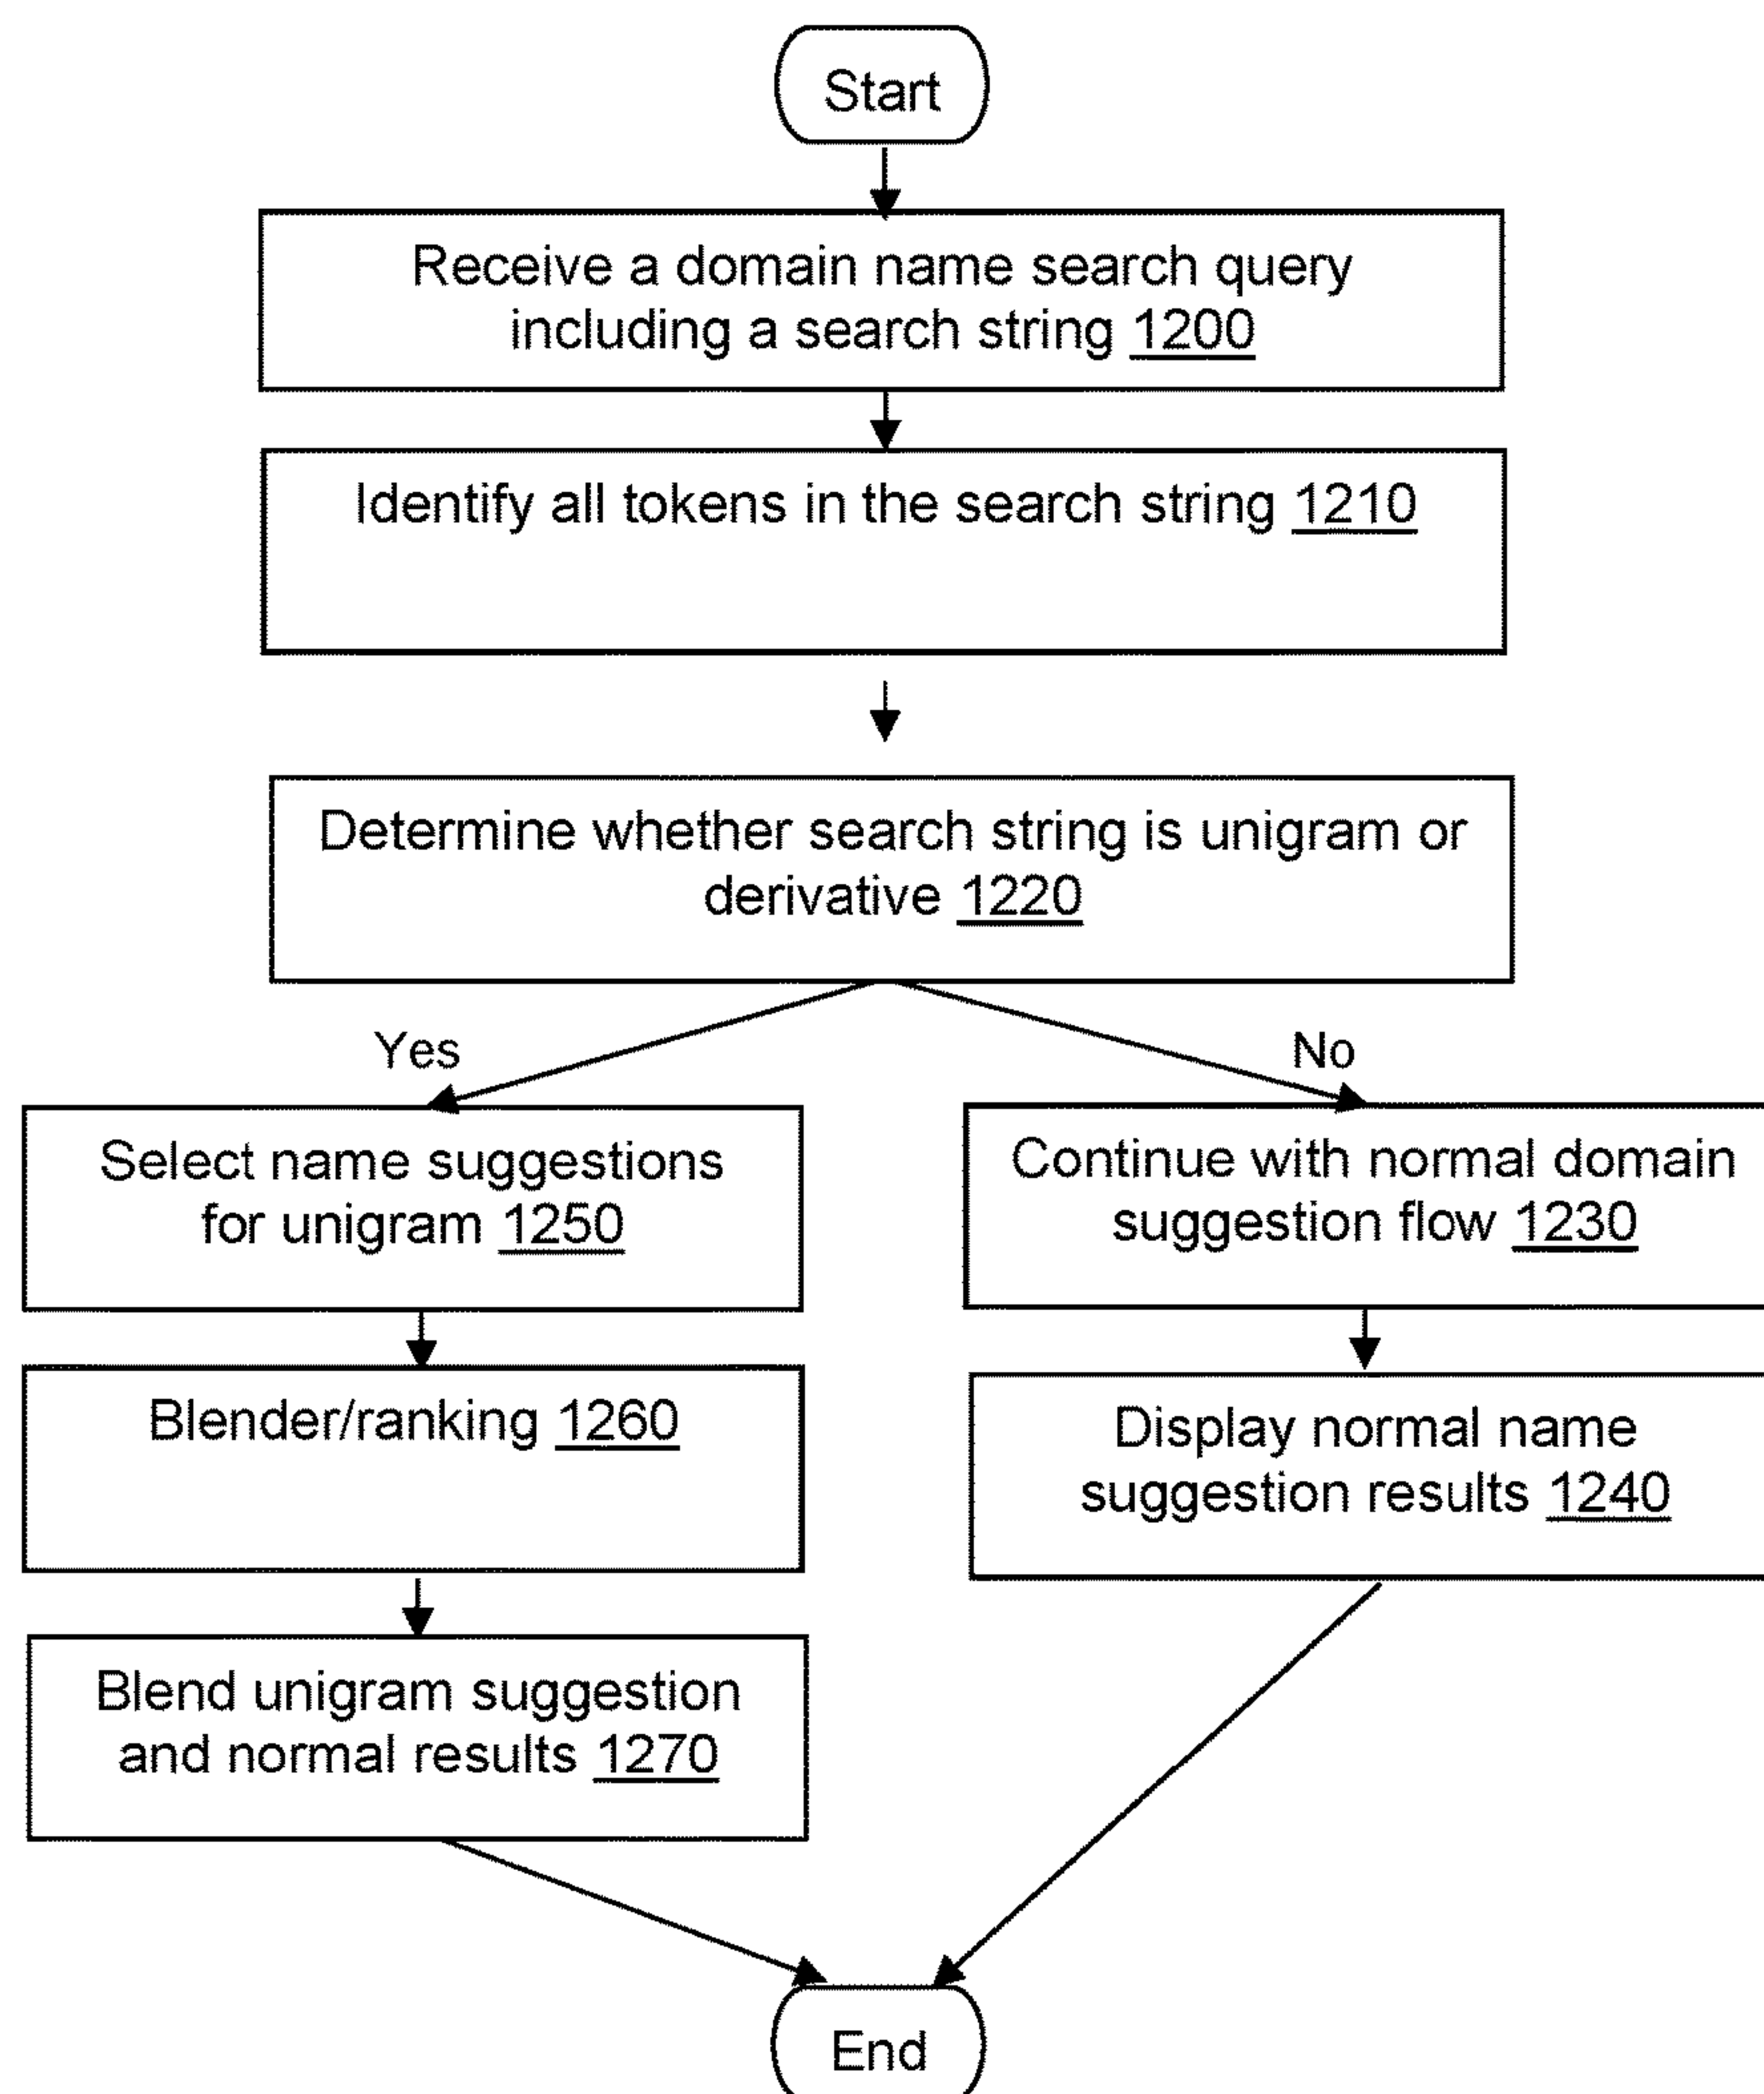 Start
Receive a domain name search query
including a search string 1200
Identify all tokens in the search string 1210
Determine whether search string is unigram or
derivative 1220
Yes
No
Select name suggestions
for unigram 1250
Continue with normal domain
suggestion flow 1230
Blender/ranking 1260
Display normal name
suggestion results 1240
Blend unigram suggestion
and normal results 1270
End